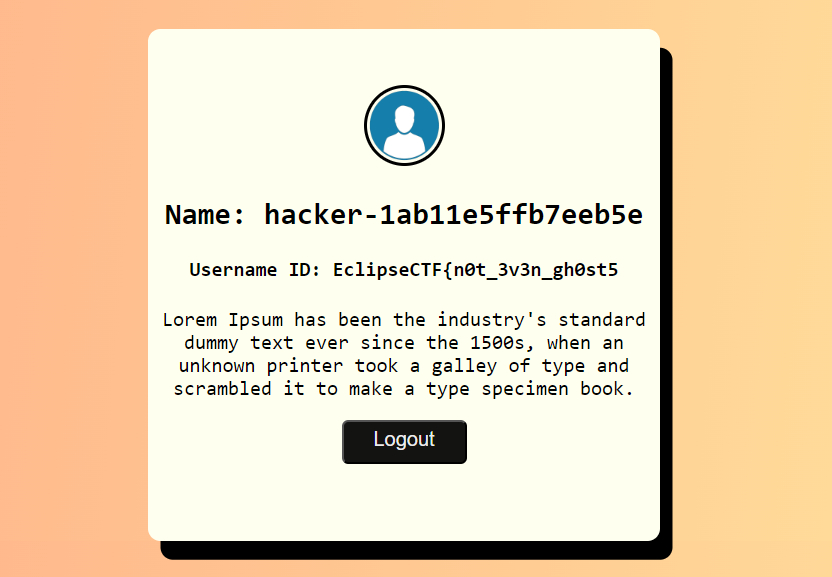 Name: hacker-1ab11e5ffb7eeb5e
Username ID: EclipseCTF{n0t_3v3n_gh0st5
Lorem Ipsum has been the industry's standard
dummy text ever since the 1500s, when an
unknown printer took a galley of type and
scrambled it to make a type specimen book.
Logout